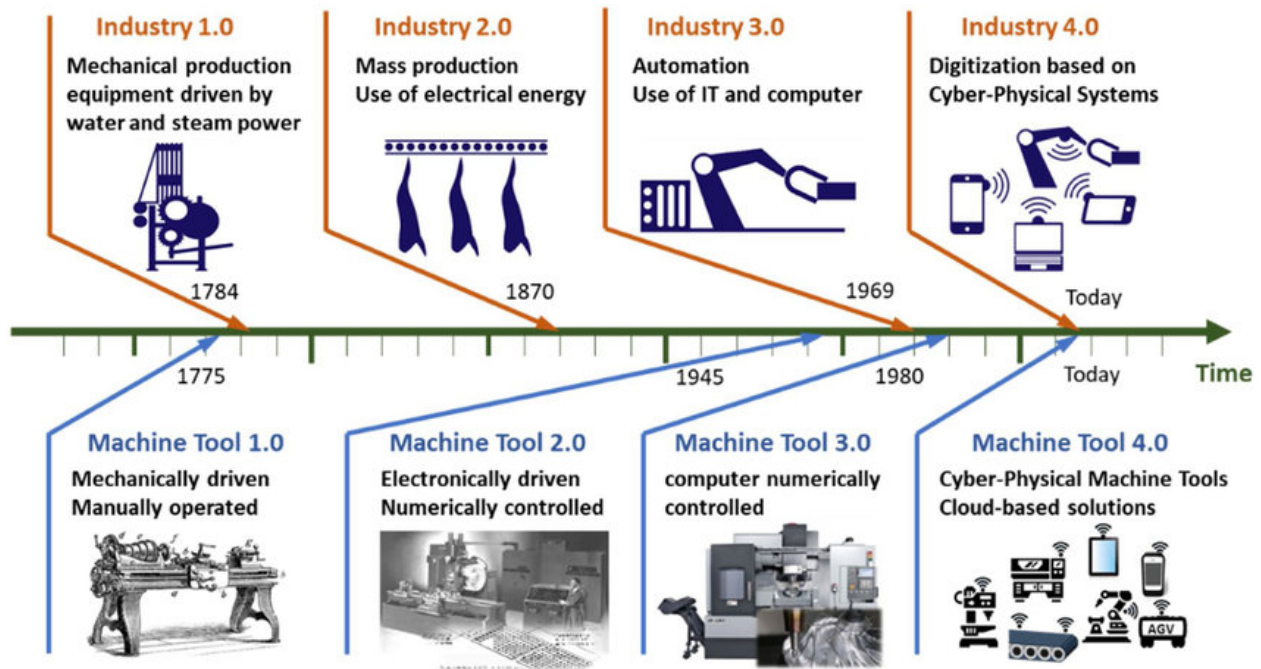 Industry 1.0
Mechanical production
equipment driven by
water and steam power
Industry 2.0
Mass production
Use of electrical energy
Industry 3.0
Automation
Use of IT and computer
Industry 4.0
Digitization based on
Cyber-Physical Systems
1784
1870
1969
Today
1775
1945
1980
Today
Time
Machine Tool 1.0
Mechanically driven
Manually operated
Machine Tool 2.0
Electronically driven
Numerically controlled
Machine Tool 3.0
computer numerically
controlled
Machine Tool 4.0
Cyber-Physical Machine Tools
Cloud-based solutions
AGV